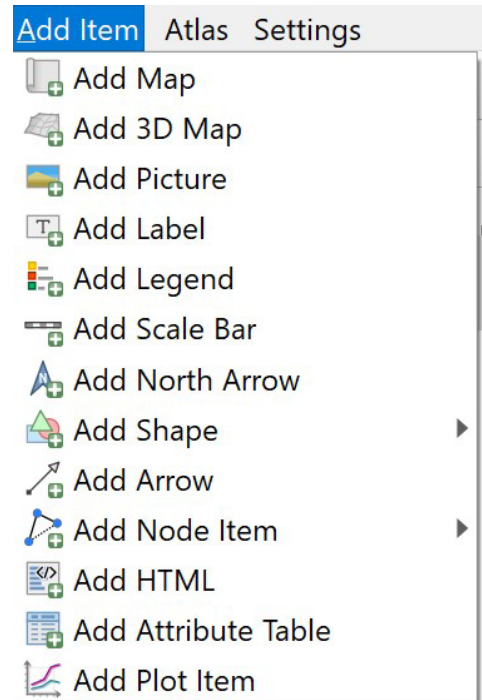 Add Item Atlas Settings
Add Map
Add 3D Map
Add Picture
Add Label
Add Legend
Add Scale Bar
Add North Arrow
Add Shape
Add Arrow
Add Node Item
Add HTML
Add Attribute Table
Add Plot Item